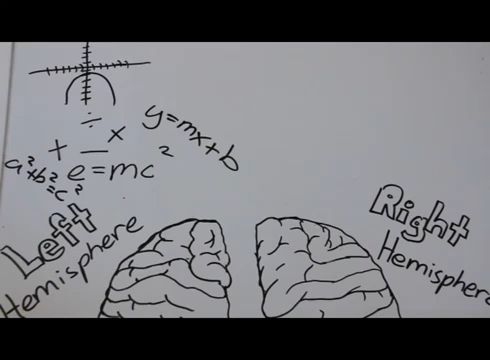 ÷
+ − ×
y=mx+b
a²+b²
=c²
e=mc²
Left
Hemisphere
Right
Hemisphere